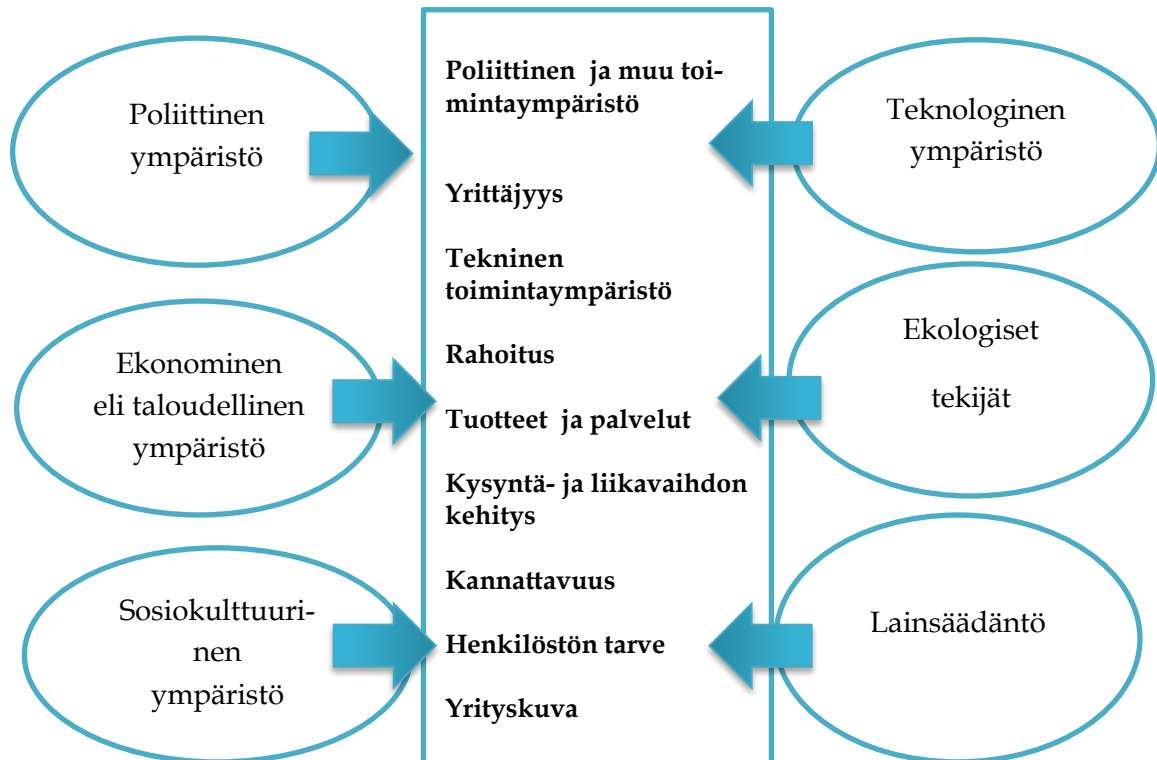 Poliittinen
ympäristö
Ekonominen
eli taloudellinen
ympäristö
Sosiokulttuuri-
nen
ympäristö
Poliittinen ja muu toi-
mintaympäristö
Yrittäjyys
Tekninen
toimintaympäristö
Rahoitus
Tuotteet ja palvelut
Kysyntä- ja liikavaihdon
kehitys
Kannattavuus
Henkilöstön tarve
Yrityskuva
Teknologinen
ympäristö
Ekologiset
tekijät
Lainsäädäntö